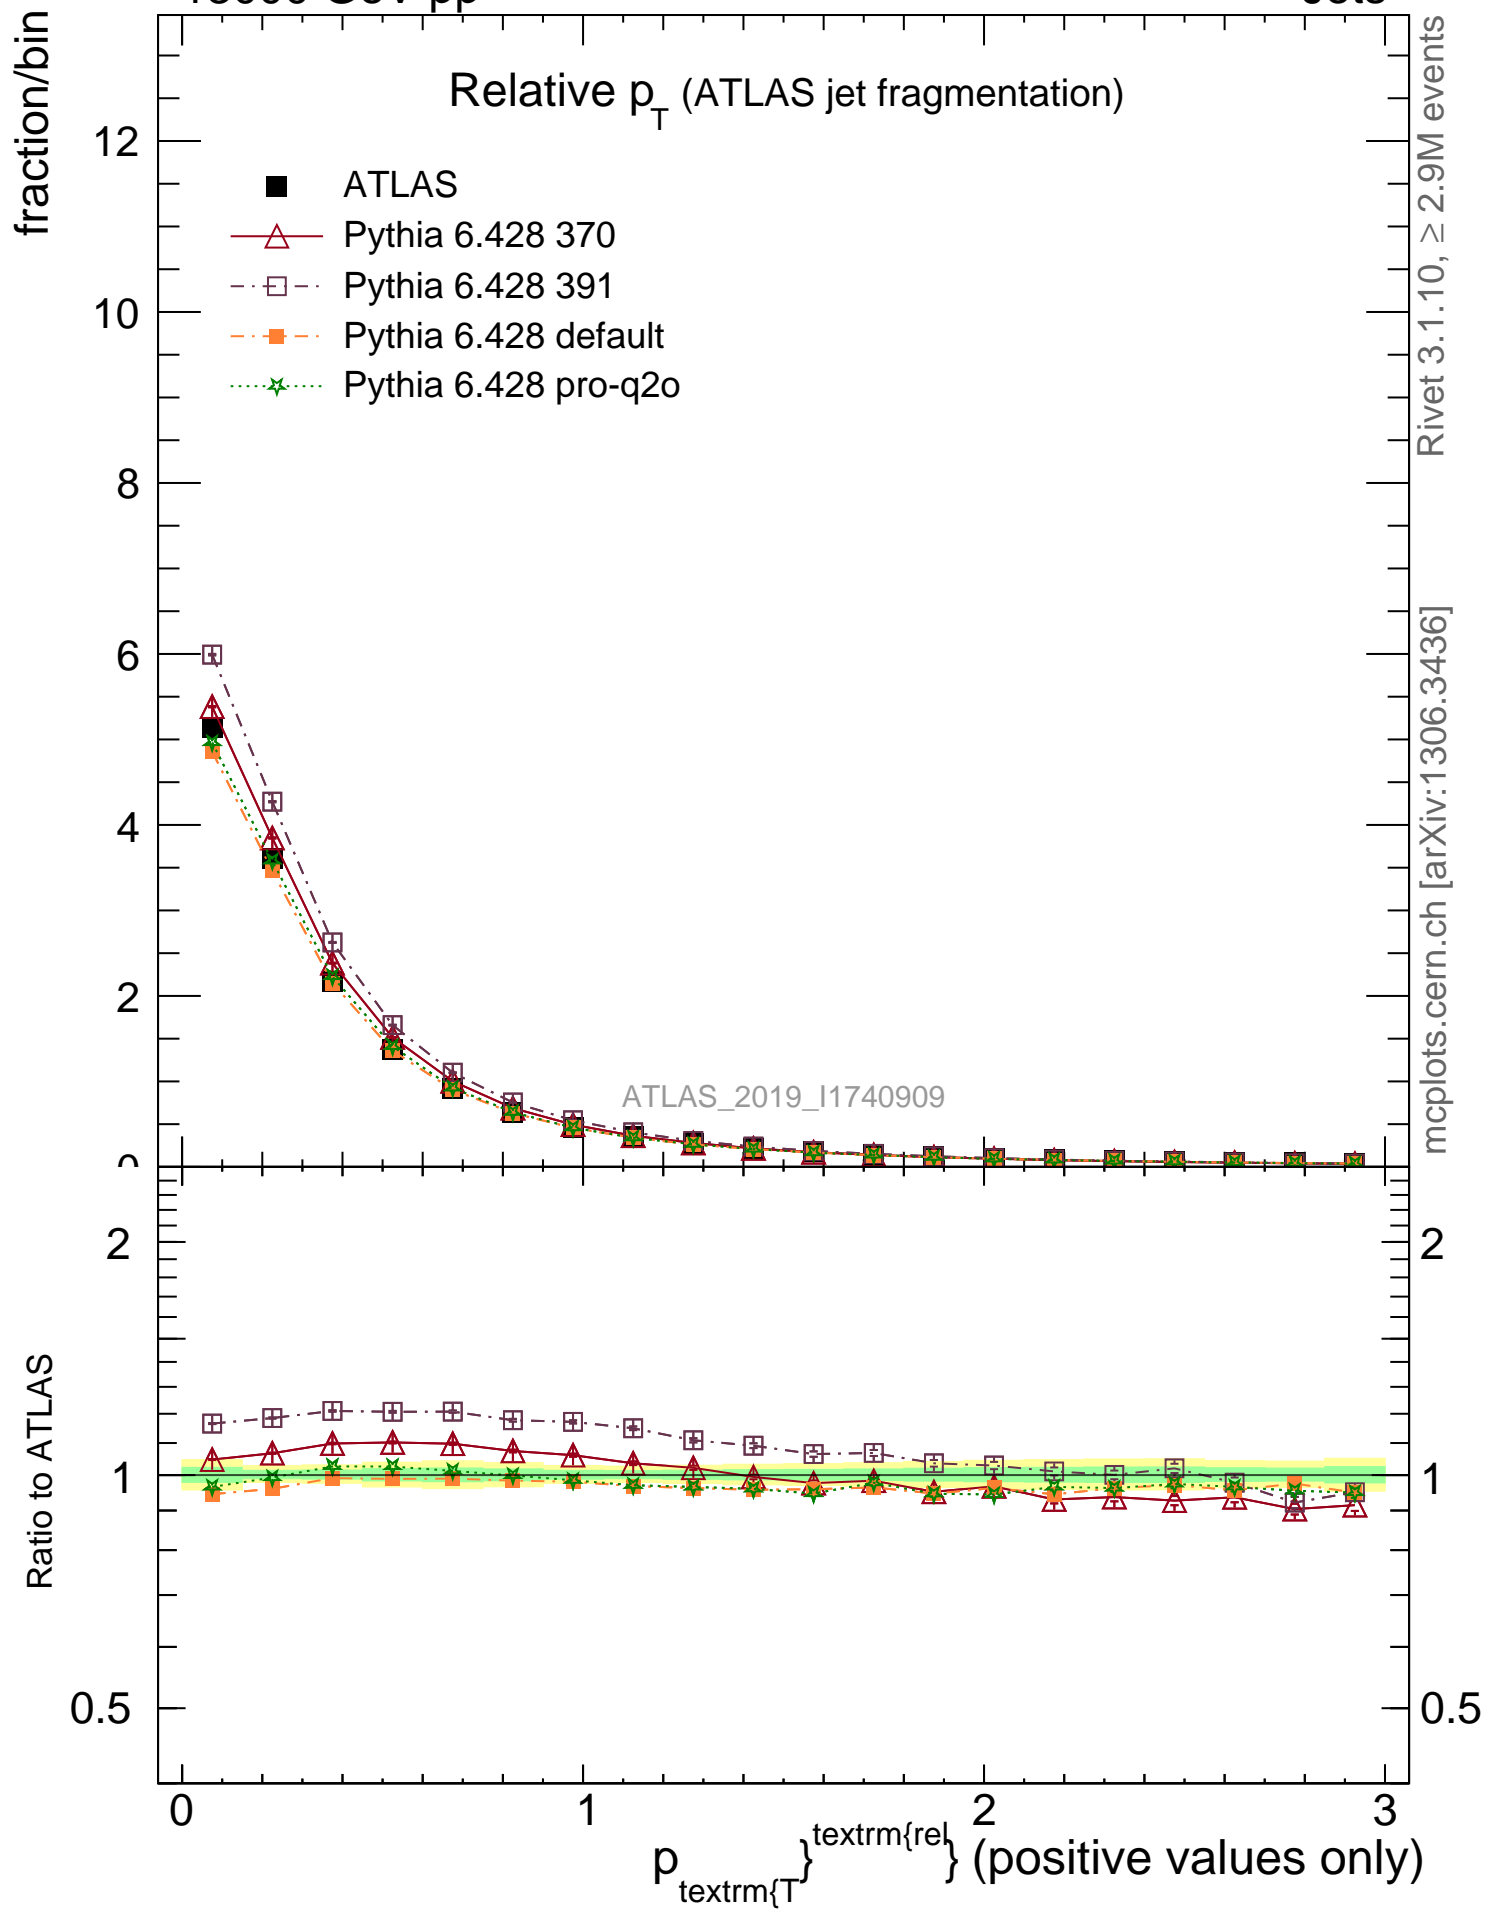 fraction/bin
Relative p_T (ATLAS jet fragmentation)
ATLAS
Pythia 6.428 370
Pythia 6.428 391
Pythia 6.428 default
Pythia 6.428 pro-q2o
12
10
8
6
4
2
0
ATLAS_2019_I1740909
Rivet 3.1.10, ≥ 2.9M events
mcplots.cern.ch [arXiv:1306.3436]
Ratio to ATLAS
2
1
0.5
2
1
0.5
0 1 2 3
p_textrm{T}^textrm{rel} (positive values only)